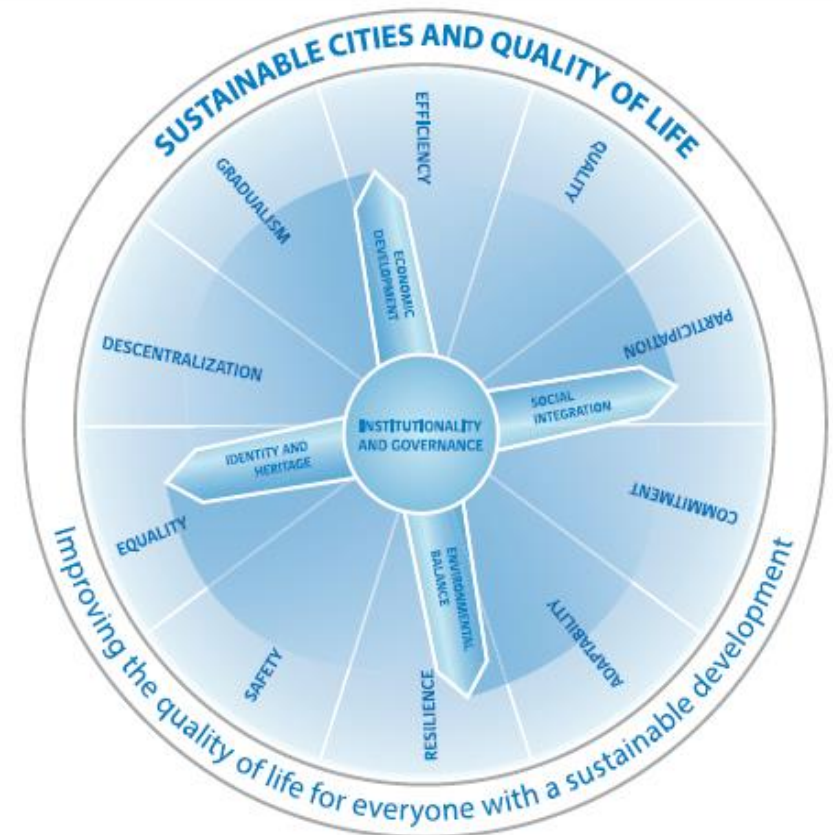 SUSTAINABLE CITIES AND QUALITY OF LIFE
EFFICIENCY
QUALITY
PARTICIPATION
COMMITMENT
ADAPTABILITY
RESILIENCE
SAFETY
EQUALITY
DESCENTRALIZATION
GRADUALISM
ECONOMIC
DEVELOPMENT
SOCIAL
INTEGRATION
ENVIRONMENTAL
BALANCE
IDENTITY AND
HERITAGE
INSTITUTIONALITY
AND GOVERNANCE
Improving the quality of life for everyone with a sustainable development